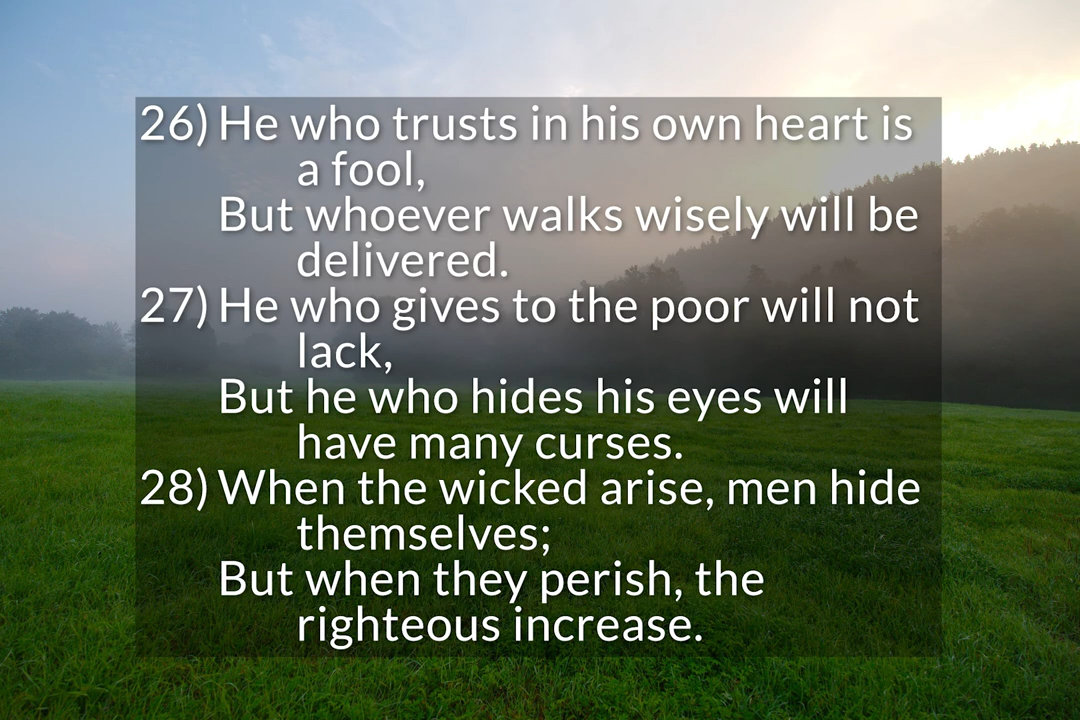 26) He who trusts in his own heart is
a fool,
But whoever walks wisely will be
delivered.
27) He who gives to the poor will not
lack,
But he who hides his eyes will
have many curses.
28) When the wicked arise, men hide
themselves;
But when they perish, the
righteous increase.